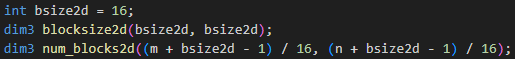 int bsize2d = 16;
dim3 blocksize2d(bsize2d, bsize2d);
dim3 num_blocks2d((m + bsize2d - 1) / 16, (n + bsize2d - 1) / 16);